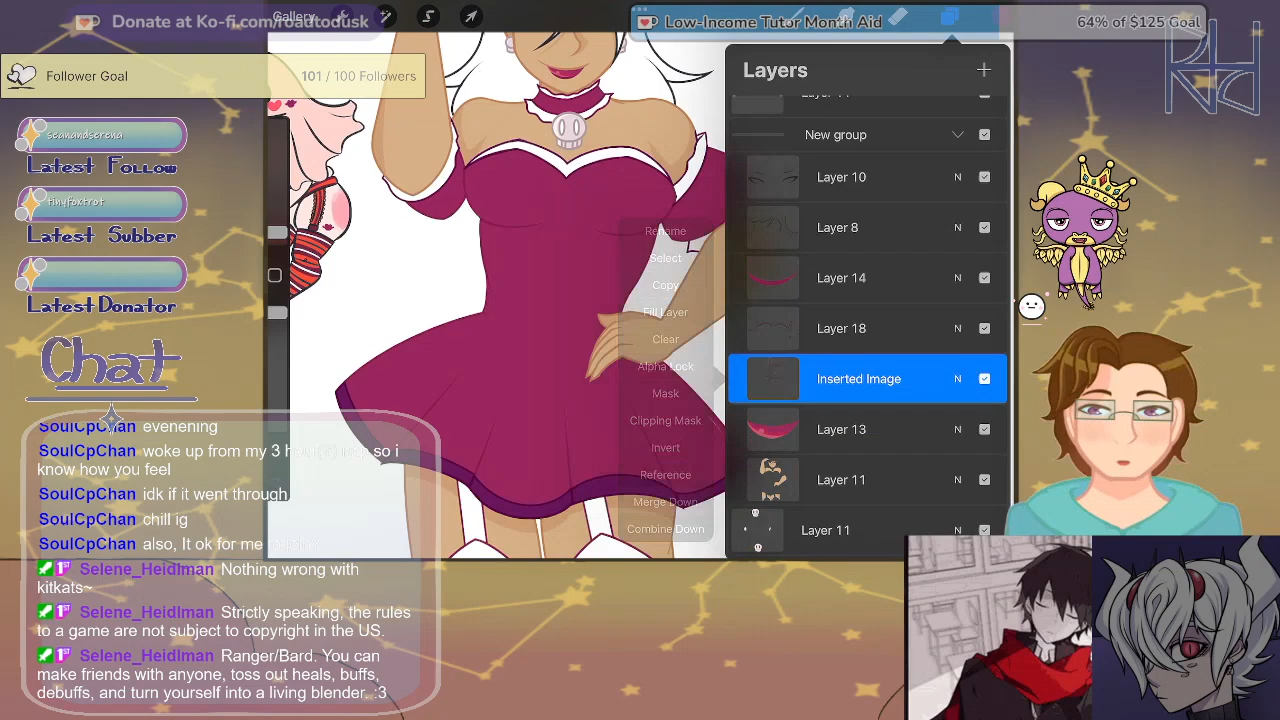 Donate at Ko-fi.com/roadtodusk
Gallery
Low-Income Tutor Month Aid
64% of $125 Goal
Follower Goal
101 / 100 Followers
seanandserena
Latest Follow
tinyfoxtrot
Latest Subber
Latest Donator
Chat
SoulCpChan evenening
SoulCpChan woke up from my 3 so i
know how you feel
SoulCpChan idk if it went through
SoulCpChan chill ig
SoulCpChan also, It ok for me
Selene_Heidlman Nothing wrong with
kitkats~
Selene_Heidlman Strictly speaking, the rules
to a game are not subject to copyright in the US.
Selene_Heidlman Ranger/Bard. You can
make friends with anyone, toss out heals, buffs,
debuffs, and turn yourself into a living blender. :3
Rename
Select
Copy
Fill Layer
Clear
Alpha Lock
Mask
Clipping Mask
Invert
Reference
Merge Down
Combine Down
Layers
New group
Layer 10 N
Layer 8 N
Layer 14 N
Layer 18 N
Inserted Image N
Layer 13 N
Layer 11 N
Layer 11 N